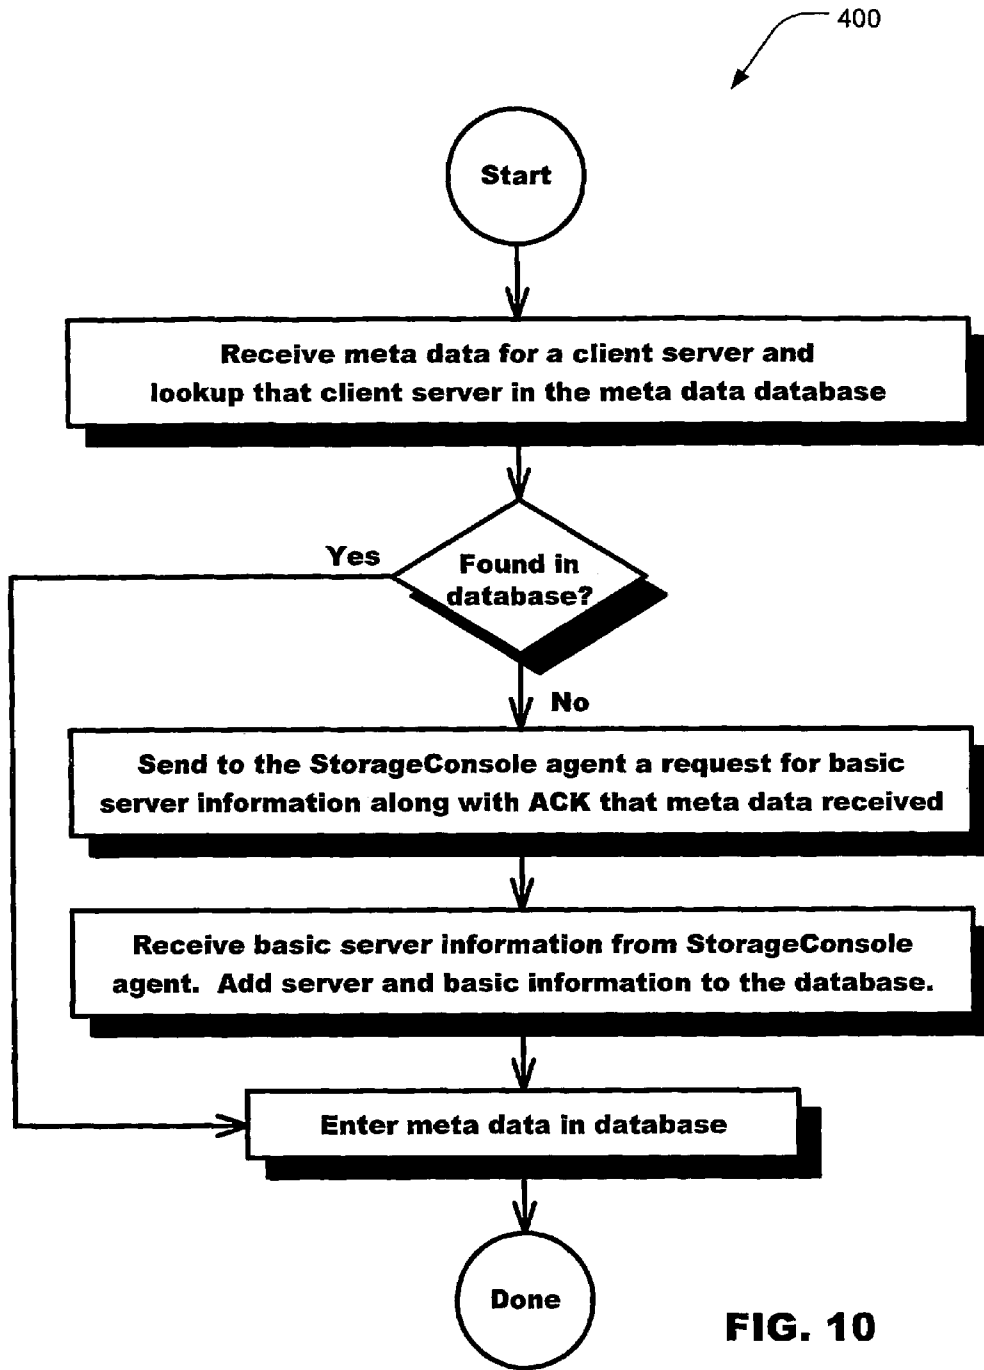 400
Start
Receive meta data for a client server and
lookup that client server in the meta data database
Yes
Found in
database?
No
Send to the StorageConsole agent a request for basic
server information along with ACK that meta data received
Receive basic server information from StorageConsole
agent.  Add server and basic information to the database.
Enter meta data in database
Done
FIG. 10